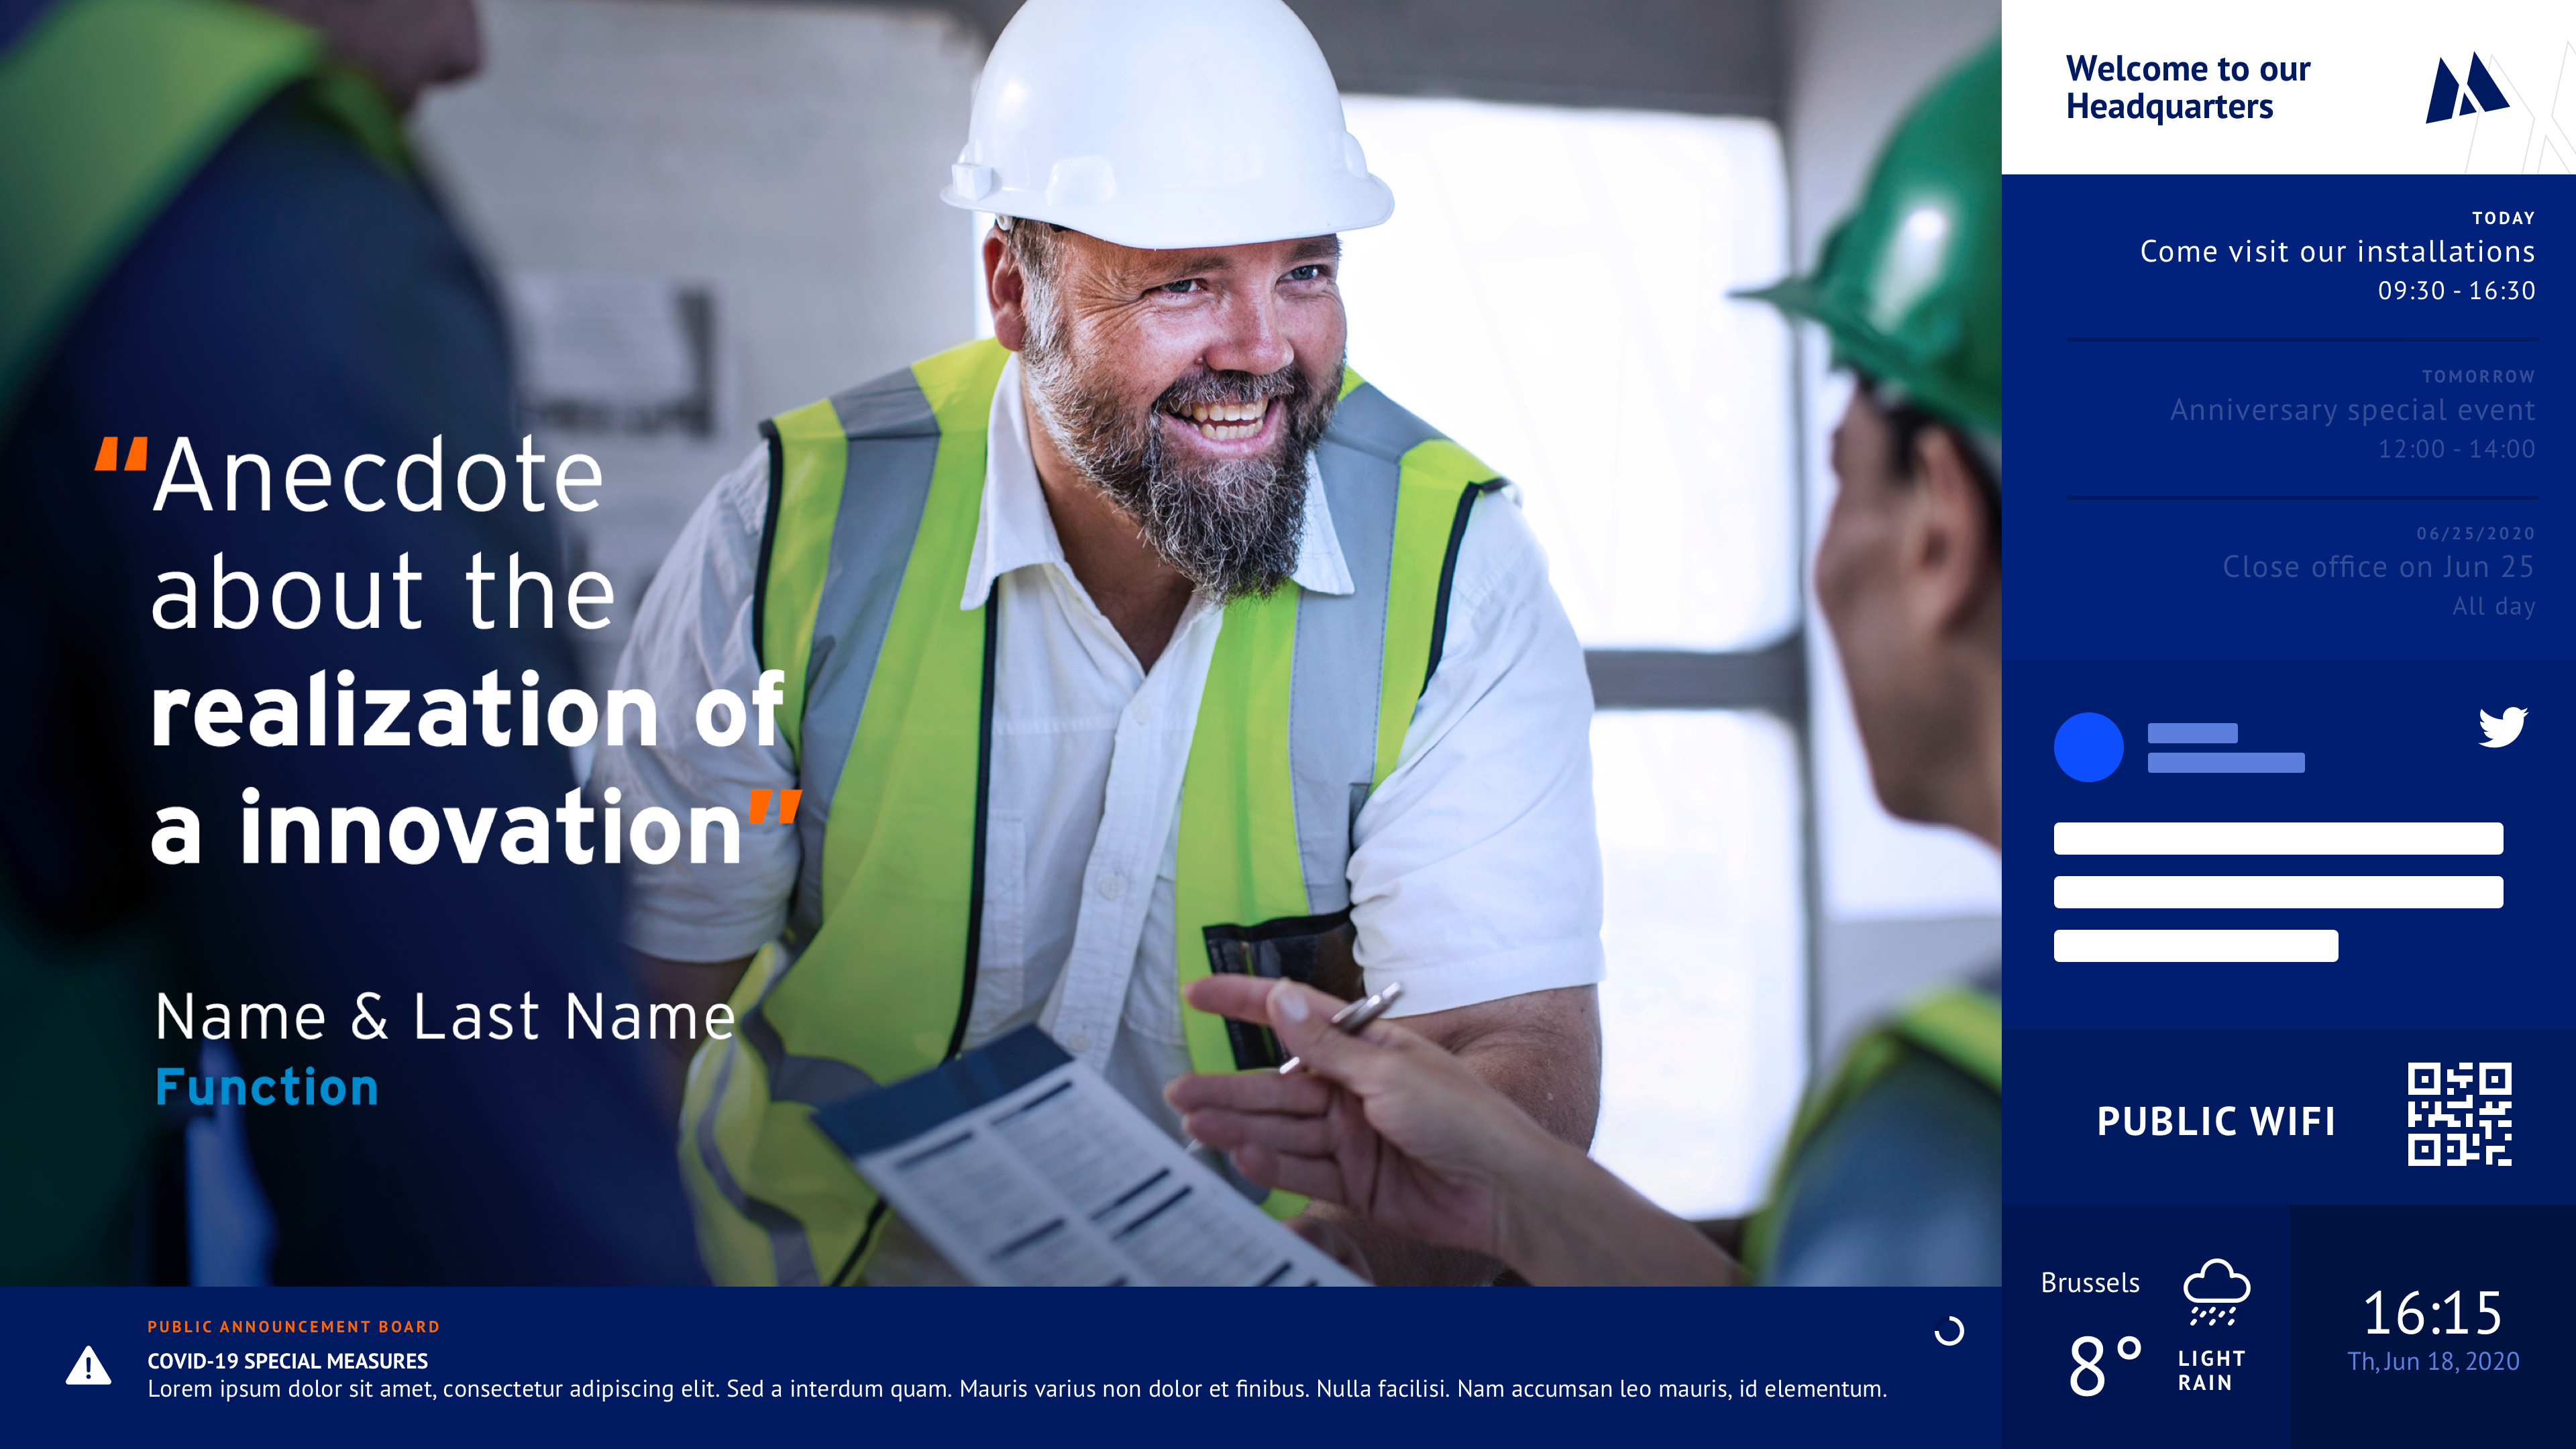 “Anecdote
about the
realization of
a innovation”
Name & Last Name
Function
PUBLIC ANNOUNCEMENT BOARD
COVID-19 SPECIAL MEASURES
Lorem ipsum dolor sit amet, consectetur adipiscing elit. Sed a interdum quam. Mauris varius non dolor et finibus. Nulla facilisi. Nam accumsan leo mauris, id elementum.
Welcome to our
Headquarters
TODAY
Come visit our installations
09:30 - 16:30
TOMORROW
Anniversary special event
12:00 - 14:00
06/25/2020
Close office on Jun 25
All day
PUBLIC WIFI
Brussels
8°
LIGHT
RAIN
16:15
Th, Jun 18, 2020